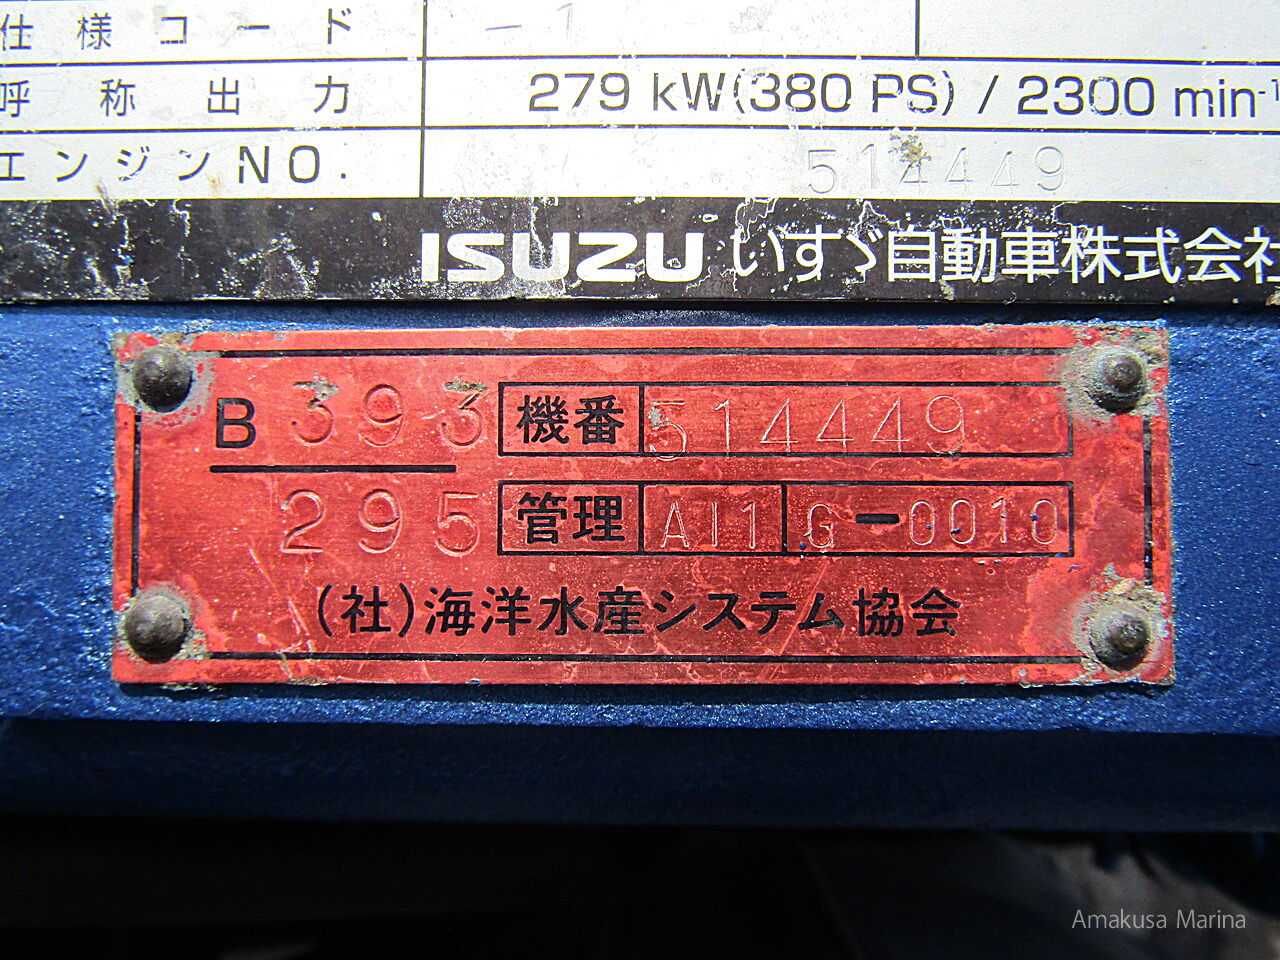 仕様コード -1
呼称出力 279 kW(380 PS) / 2300 min-1
エンジンNO. 514449
ISUZU いすゞ自動車株式会社
B 393 機番 514449
295 管理 A11 G-0010
(社)海洋水産システム協会
Amakusa Marina